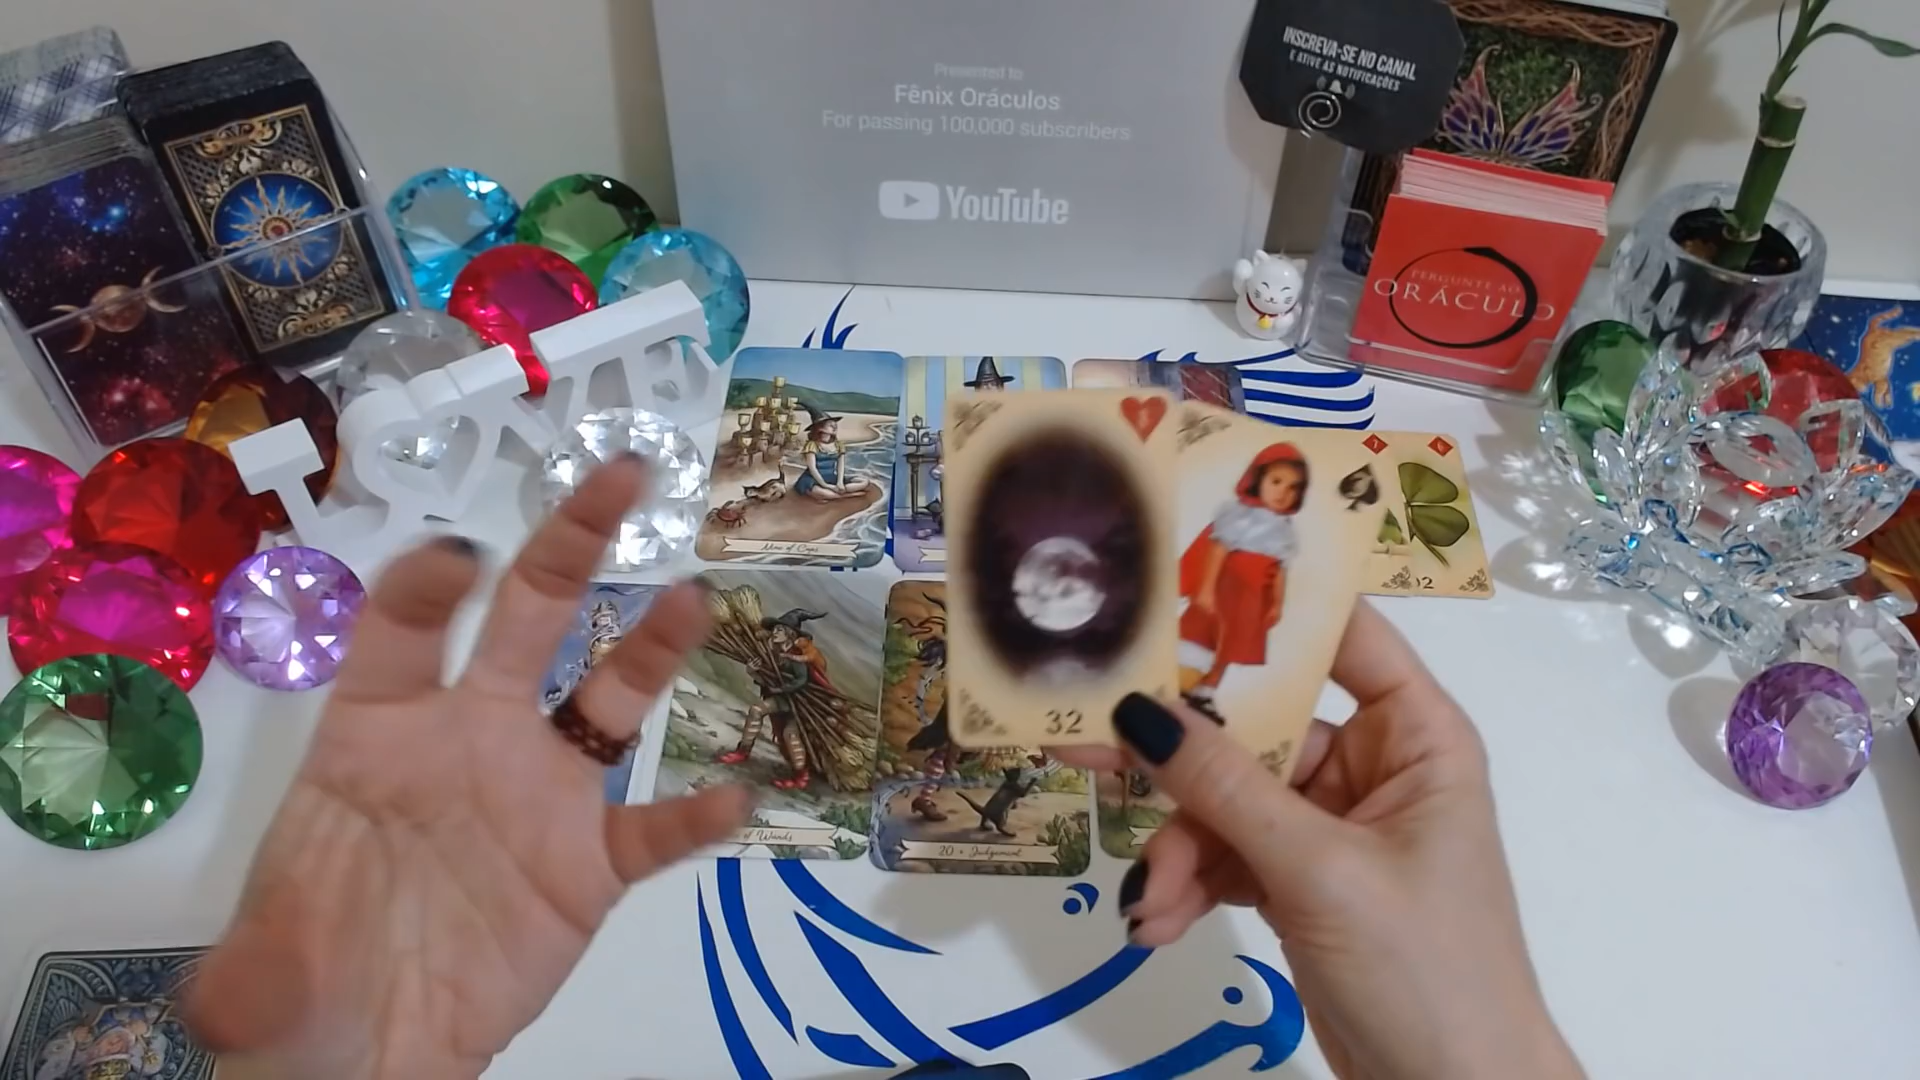 Presented to
Fênix Oráculos
For passing 100,000 subscribers
YouTube
INSCREVA-SE NO CANAL
E ATIVE AS NOTIFICAÇÕES
PERGUNTE AO
ORÁCULO
Nine of Cups
32
of Wands
20 • Judgement